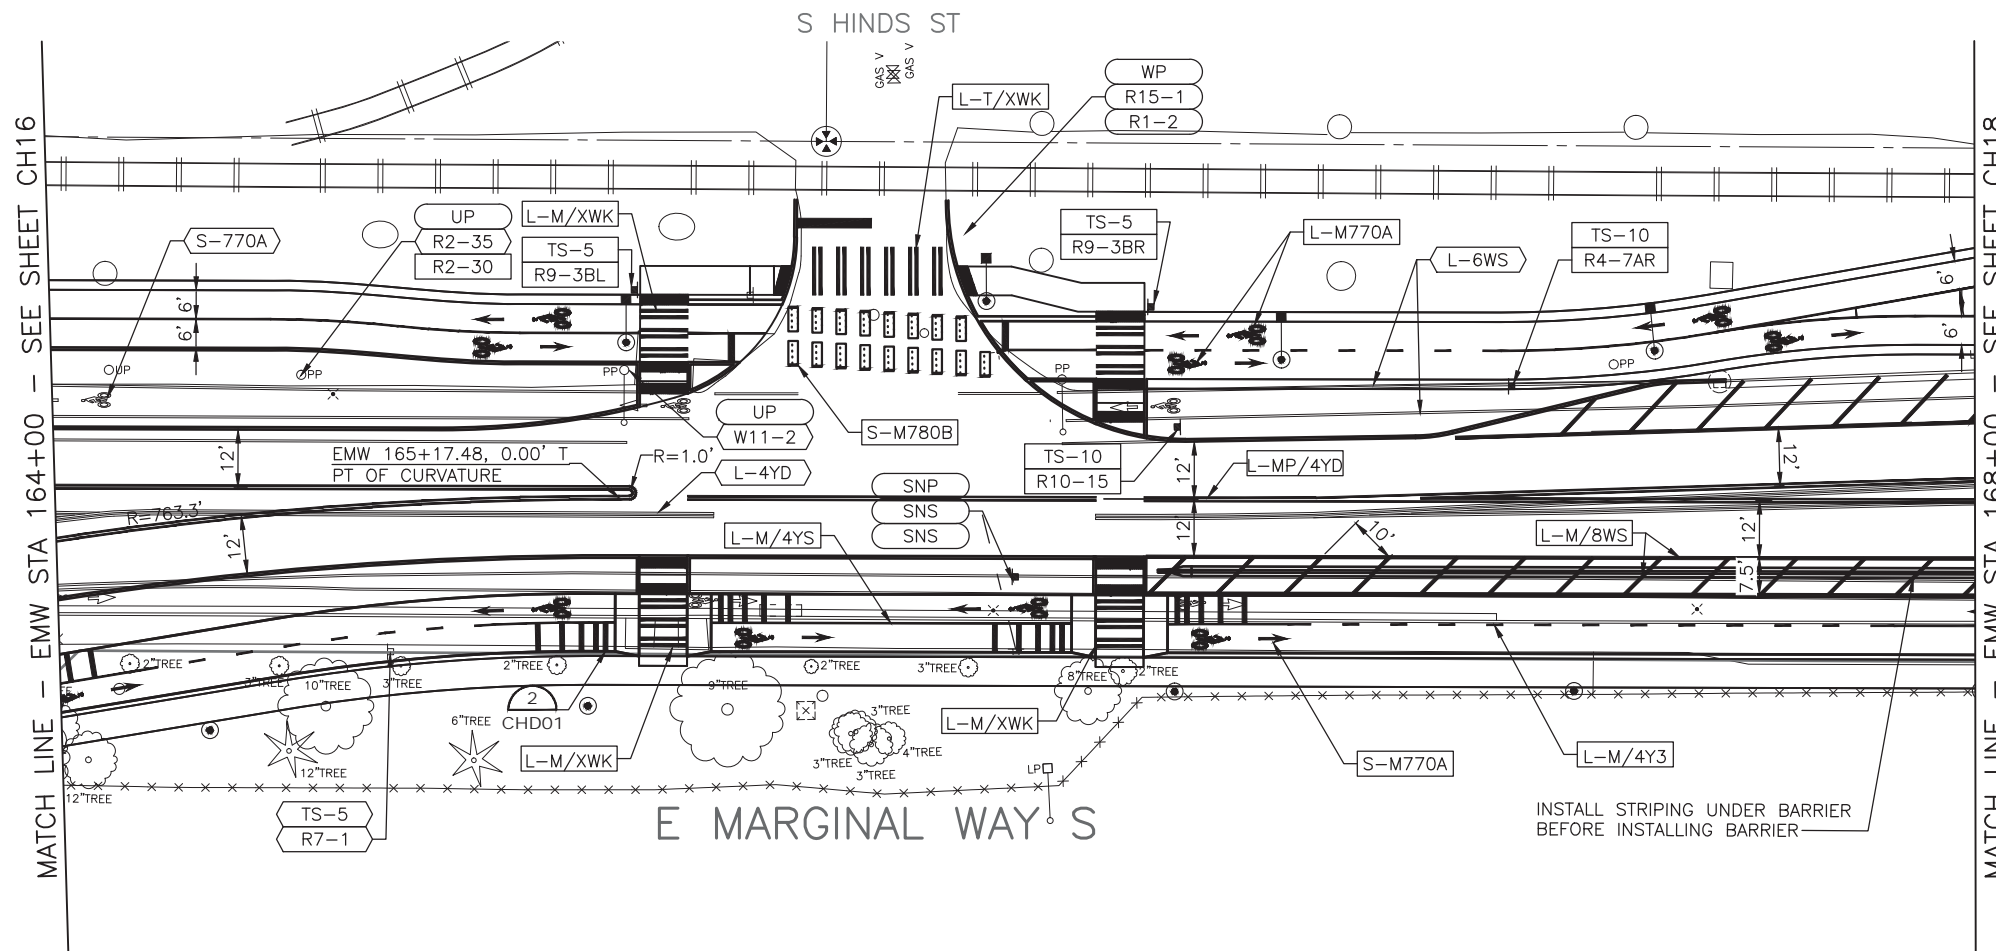 S HINDS ST
GAS V
GAS V
WP
R15-1
R1-2
L-T/XWK
MATCH LINE - EMW STA 164+00 - SEE SHEET CH16
MATCH LINE - EMW STA 168+00 - SEE SHEET CH18
S-770A
UP
R2-35
R2-30
L-M/XWK
TS-5
R9-3BL
TS-5
R9-3BR
L-M770A
L-6WS
TS-10
R4-7AR
6'
6'
6'
6'
UP
PP
PP
PP
PP
UP
W11-2
S-M780B
12'
EMW 165+17.48, 0.00' T
PT OF CURVATURE
R=1.0'
L-4YD
TS-10
R10-15
12'
L-MP/4YD
12'
SNP
SNS
SNS
R=763.3'
12'
L-M/4YS
12'
10'
L-M/8WS
12'
7.5'
2"TREE
3"TREE
10"TREE
3"TREE
2"TREE
9"TREE
2"TREE
3"TREE
8"TREE
2"TREE
6"TREE
2
CHD01
3"TREE
4"TREE
3"TREE
3"TREE
12"TREE
12"TREE
L-M/XWK
L-M/XWK
S-M770A
L-M/4Y3
LP
TS-5
R7-1
E MARGINAL WAY S
INSTALL STRIPING UNDER BARRIER
BEFORE INSTALLING BARRIER